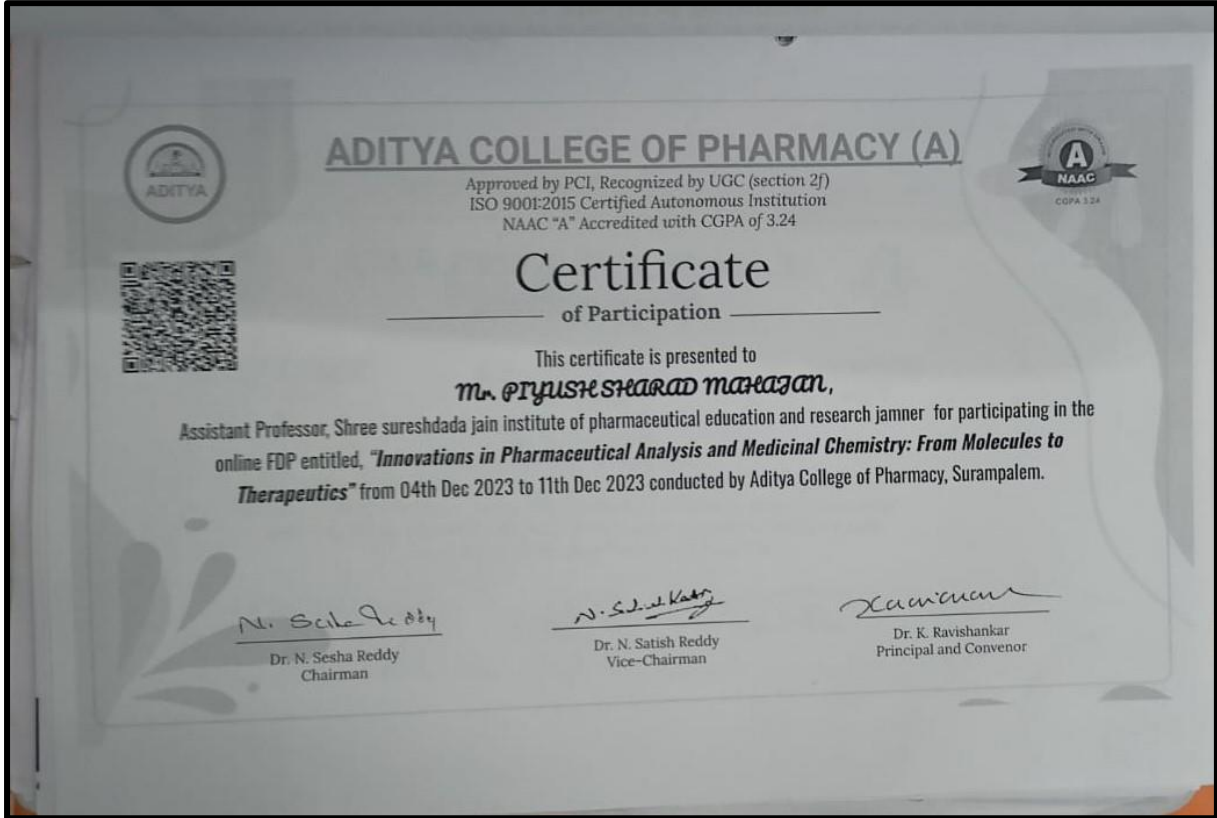 ADITYA
ADITYA COLLEGE OF PHARMACY (A)
Approved by PCI, Recognized by UGC (section 2f)
ISO 9001:2015 Certified Autonomous Institution
NAAC "A" Accredited with CGPA of 3.24
A
NAAC
CGPA 3.24
Certificate
of Participation
This certificate is presented to
Mr. PIYUSH SHARAD MAHAJAN,
Assistant Professor, Shree sureshdada jain institute of pharmaceutical education and research jamner for participating in the
online FDP entitled, "Innovations in Pharmaceutical Analysis and Medicinal Chemistry: From Molecules to
Therapeutics" from 04th Dec 2023 to 11th Dec 2023 conducted by Aditya College of Pharmacy, Surampalem.
Dr. N. Sesha Reddy
Chairman
Dr. N. Satish Reddy
Vice-Chairman
Dr. K. Ravishankar
Principal and Convenor